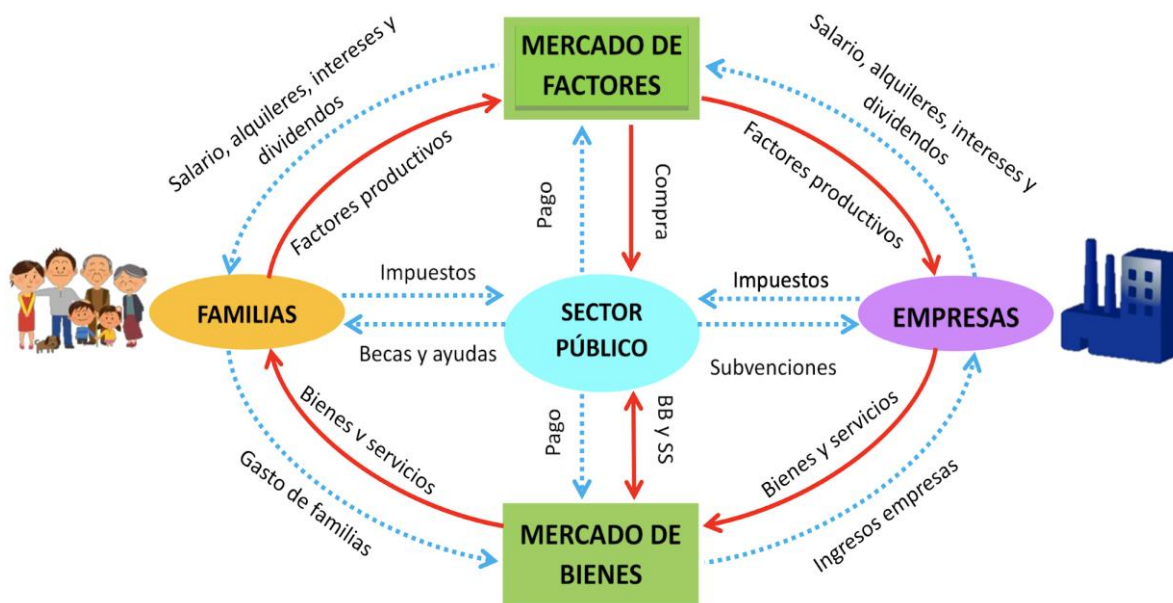 MERCADO DE
FACTORES
Salario, alquileres, intereses y
dividendos
Factores productivos
Salario, alquileres, intereses y
dividendos
Factores productivos
Pago
Compra
FAMILIAS
Impuestos
Becas y ayudas
SECTOR
PÚBLICO
Impuestos
Subvenciones
EMPRESAS
Bienes y servicios
Gasto de familias
Pago
BB y SS
Bienes y servicios
Ingresos empresas
MERCADO DE
BIENES